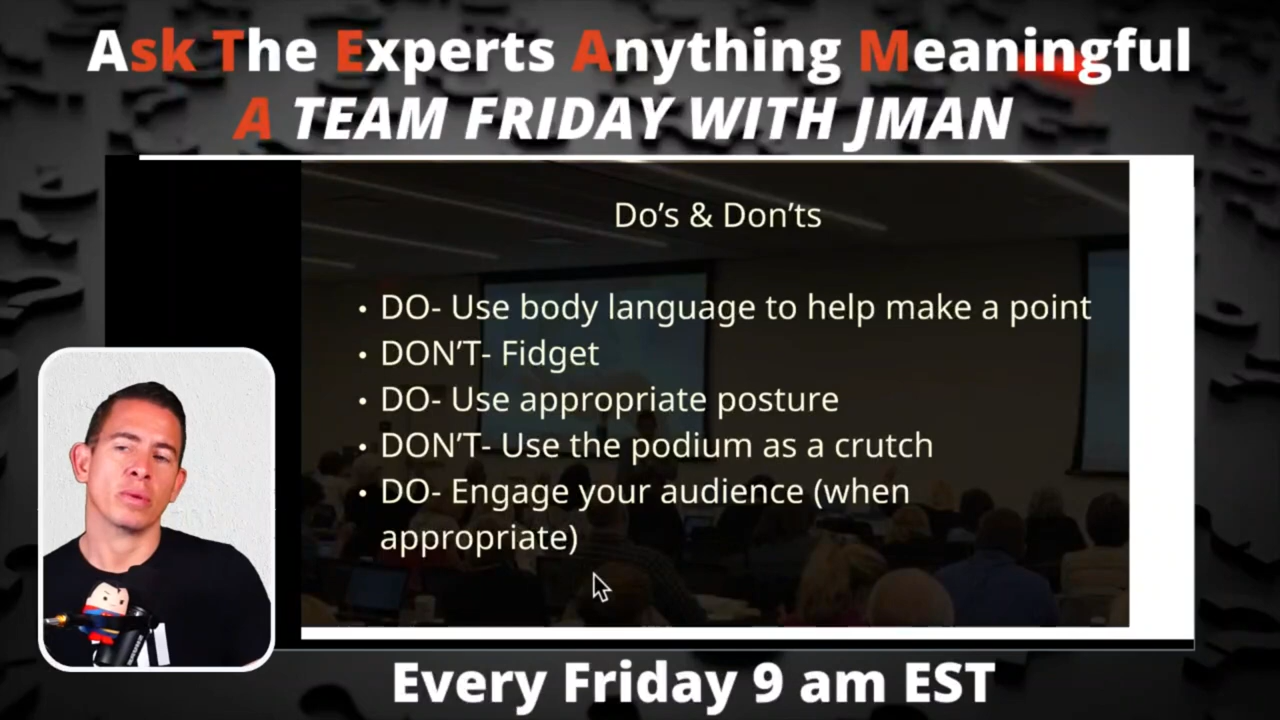 Ask The Experts Anything Meaningful
A TEAM FRIDAY WITH JMAN
Do’s & Don’ts
• DO- Use body language to help make a point
• DON’T- Fidget
• DO- Use appropriate posture
• DON’T- Use the podium as a crutch
• DO- Engage your audience (when
appropriate)
Every Friday 9 am EST